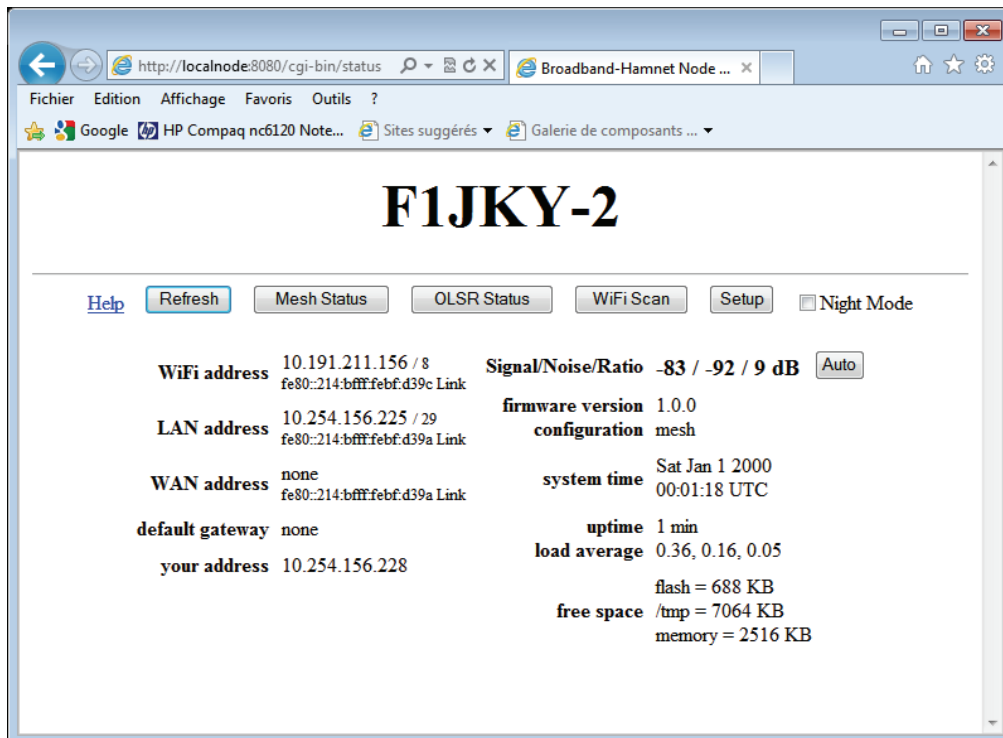 http://localnode:8080/cgi-bin/status
Broadband-Hamnet Node ...
Fichier Edition Affichage Favoris Outils ?
Google HP Compaq nc6120 Note... Sites suggérés Galerie de composants ...
F1JKY-2
Help Refresh Mesh Status OLSR Status WiFi Scan Setup Night Mode
WiFi address 10.191.211.156 / 8
fe80::214:bfff:febf:d39c Link
LAN address 10.254.156.225 / 29
fe80::214:bfff:febf:d39a Link
WAN address none
fe80::214:bfff:febf:d39a Link
default gateway none
your address 10.254.156.228
Signal/Noise/Ratio -83 / -92 / 9 dB Auto
firmware version 1.0.0
configuration mesh
system time Sat Jan 1 2000
00:01:18 UTC
uptime 1 min
load average 0.36, 0.16, 0.05
free space flash = 688 KB
/tmp = 7064 KB
memory = 2516 KB